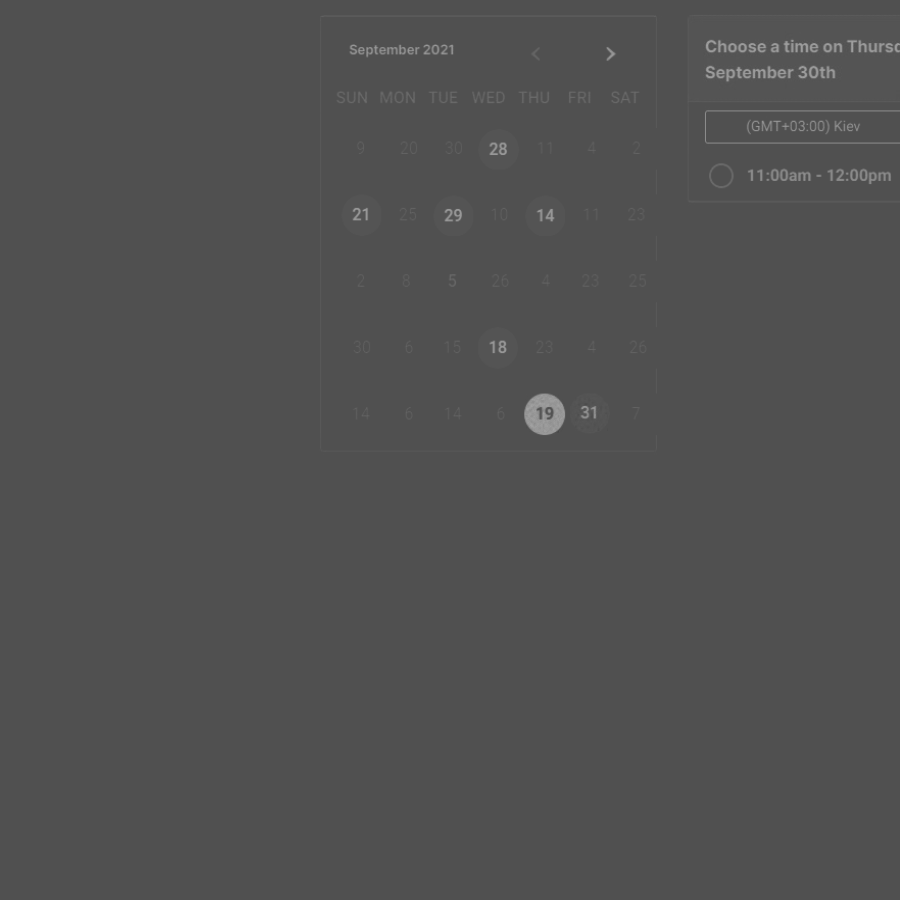 September 2021
SUN MON TUE WED THU FRI SAT
9 20 30 28 11 4 2
21 25 29 10 14 11 23
2 8 5 26 4 23 25
30 6 15 18 23 4 26
14 6 14 6 19 31 7
Choose a time on Thursd
September 30th
(GMT+03:00) Kiev
11:00am - 12:00pm